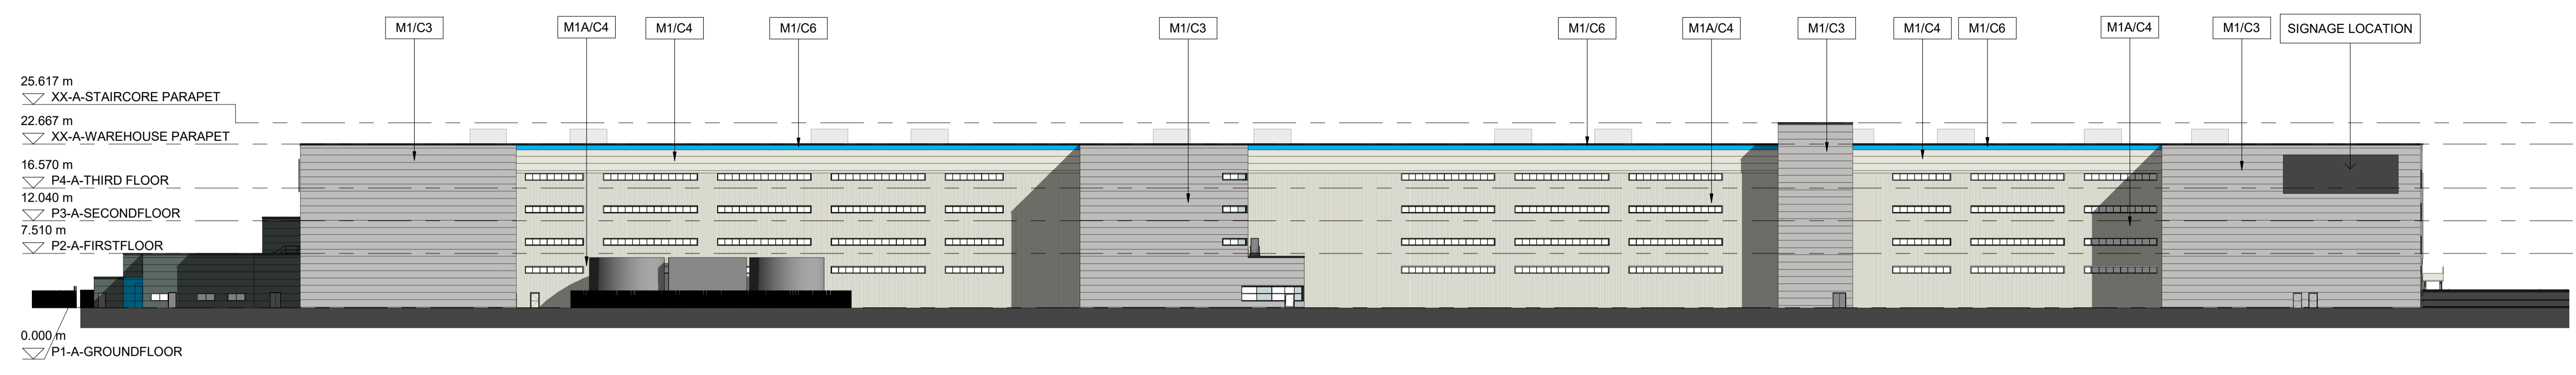 M1/C3
M1A/C4
M1/C4
M1/C6
M1/C3
M1/C6
M1A/C4
M1/C3
M1/C4
M1/C6
M1A/C4
M1/C3
SIGNAGE LOCATION
25.617 m
XX-A-STAIRCORE PARAPET
22.667 m
XX-A-WAREHOUSE PARAPET
16.570 m
P4-A-THIRD FLOOR
12.040 m
P3-A-SECONDFLOOR
7.510 m
P2-A-FIRSTFLOOR
0.000 m
P1-A-GROUNDFLOOR